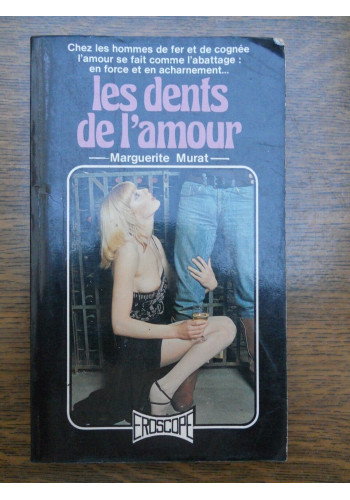 Chez les hommes de fer et de cognée
l'amour se fait comme l'abattage :
en force et en acharnement...
les dents
de l'amour
Marguerite Murat
EROSCOPE